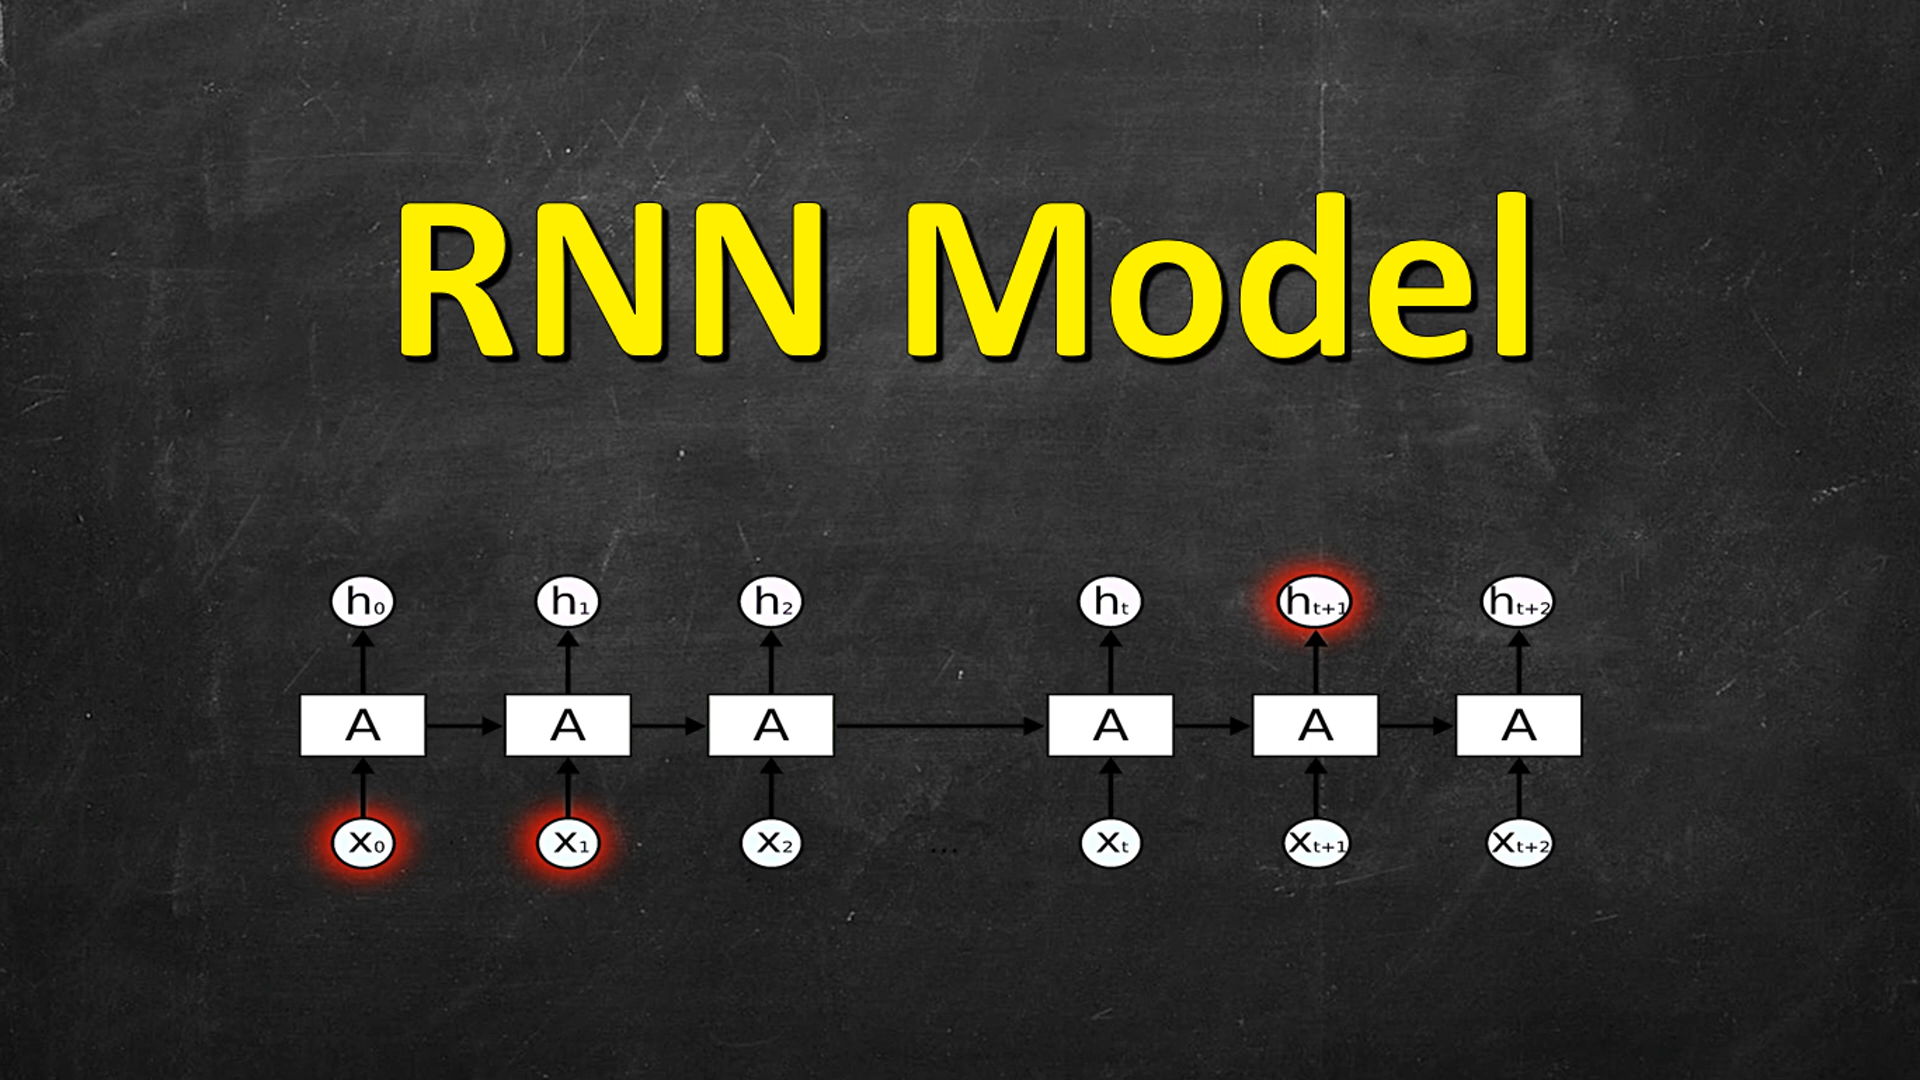 RNN Model
h₀ h₁ h₂ hₜ hₜ₊₁ hₜ₊₂
A A A A A A
x₀ x₁ x₂ ... xₜ xₜ₊₁ xₜ₊₂